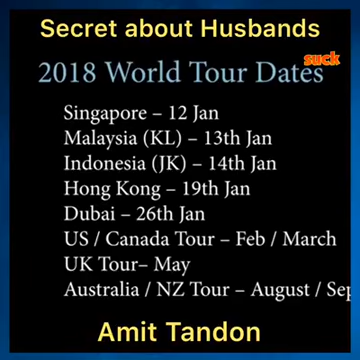 Secret about Husbands
2018 World Tour Dates
suck
Singapore – 12 Jan
Malaysia (KL) – 13th Jan
Indonesia (JK) – 14th Jan
Hong Kong – 19th Jan
Dubai – 26th Jan
US / Canada Tour – Feb / March
UK Tour– May
Australia / NZ Tour – August / Sep
Amit Tandon